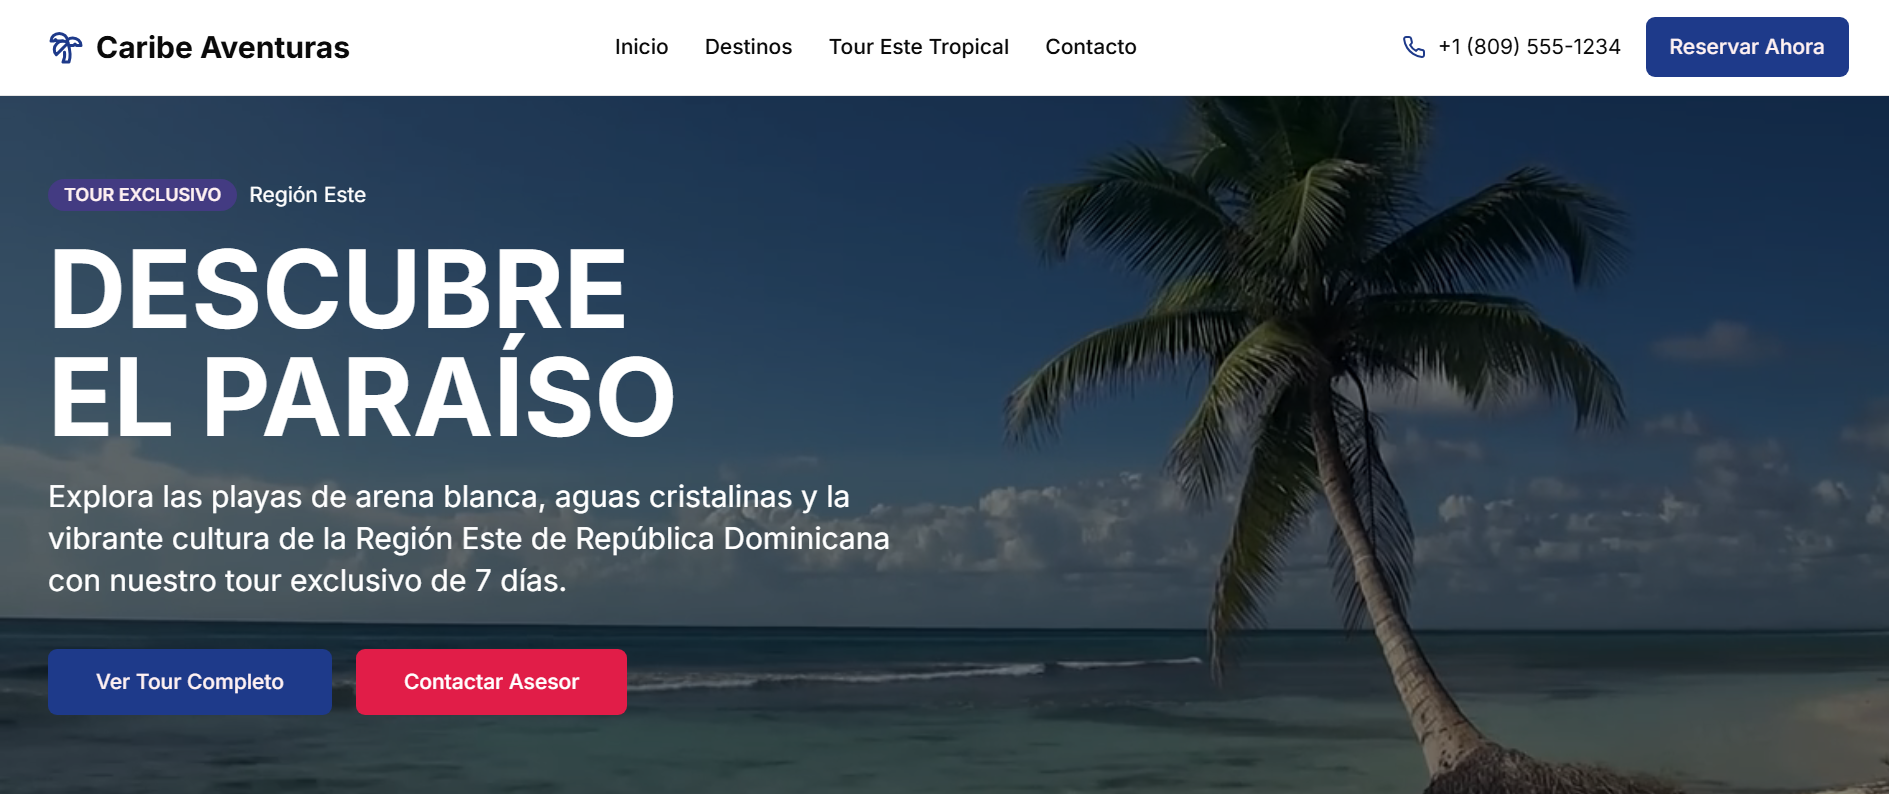 Caribe Aventuras
Inicio
Destinos
Tour Este Tropical
Contacto
+1 (809) 555-1234
Reservar Ahora
TOUR EXCLUSIVO
Región Este
DESCUBRE
EL PARAÍSO
Explora las playas de arena blanca, aguas cristalinas y la
vibrante cultura de la Región Este de República Dominicana
con nuestro tour exclusivo de 7 días.
Ver Tour Completo
Contactar Asesor